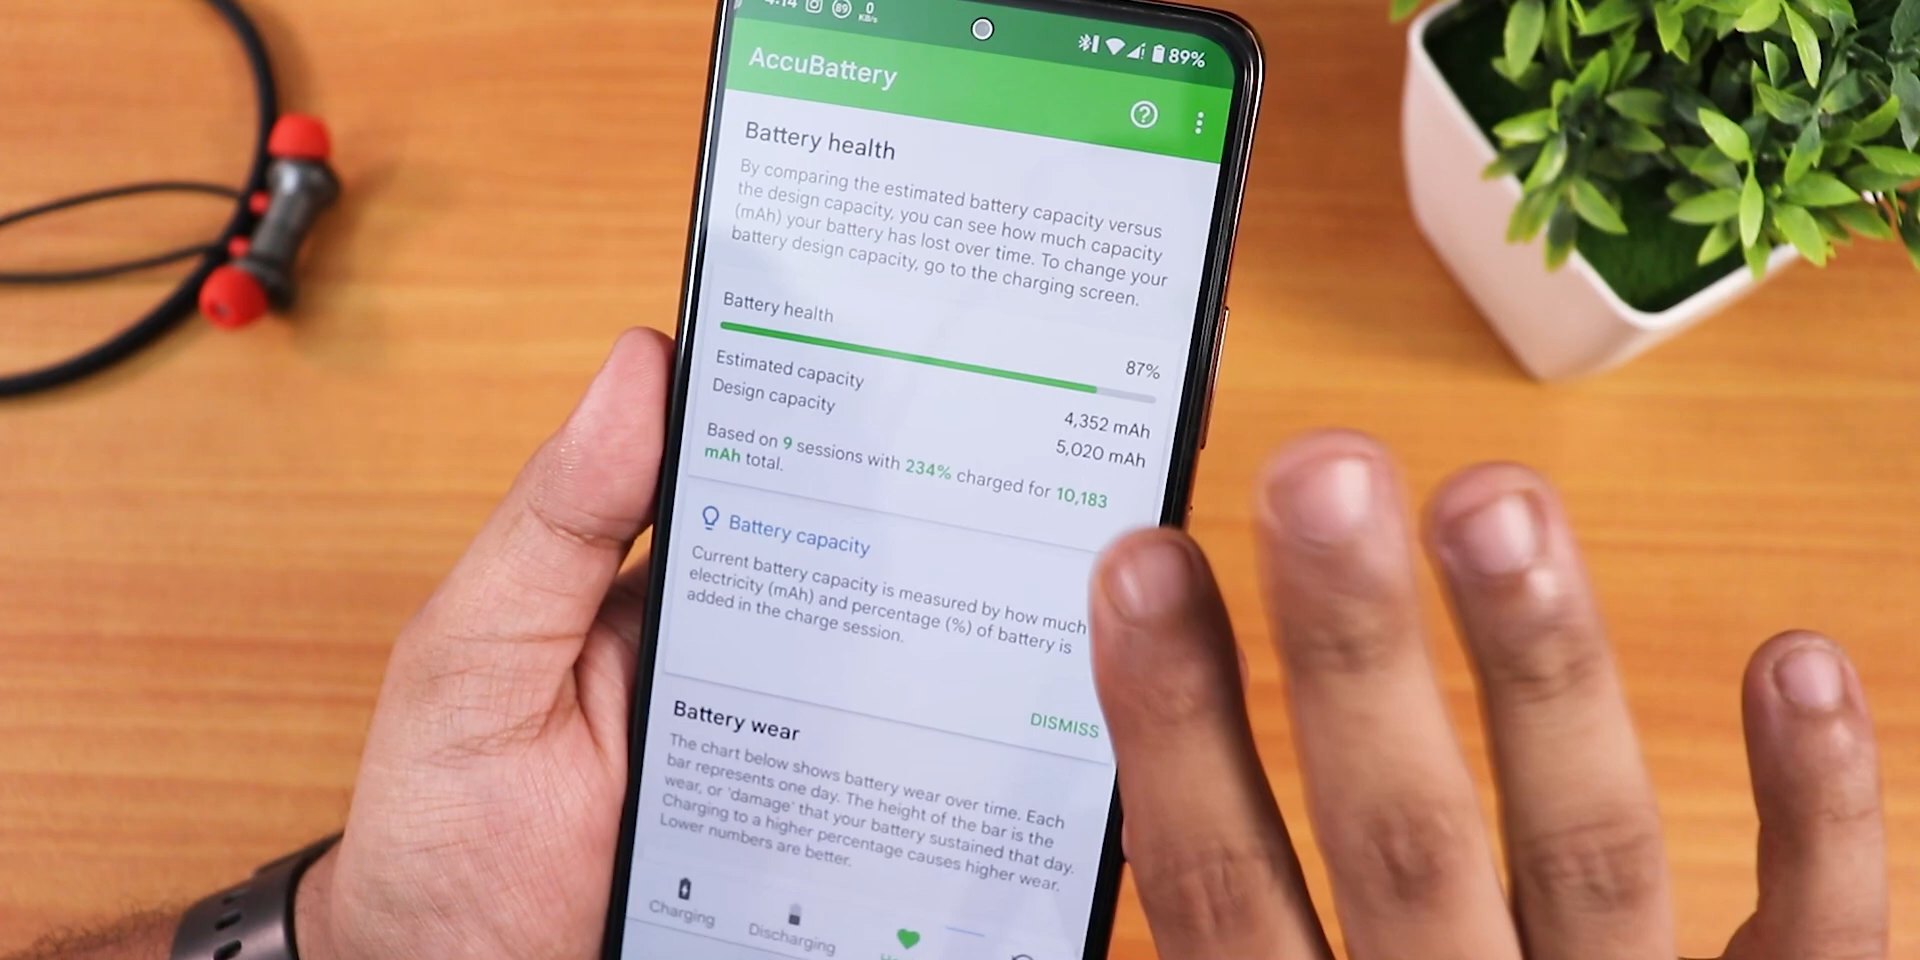 4:14 89 0 KB/s 89%
AccuBattery
Battery health
By comparing the estimated battery capacity versus
the design capacity, you can see how much capacity
(mAh) your battery has lost over time. To change your
battery design capacity, go to the charging screen.
Battery health
87%
Estimated capacity 4,352 mAh
Design capacity 5,020 mAh
Based on 9 sessions with 234% charged for 10,183
mAh total.
Battery capacity
Current battery capacity is measured by how much
electricity (mAh) and percentage (%) of battery is
added in the charge session.
DISMISS
Battery wear
The chart below shows battery wear over time. Each
bar represents one day. The height of the bar is the
wear, or 'damage' that your battery sustained that day.
Charging to a higher percentage causes higher wear.
Lower numbers are better.
Charging
Discharging